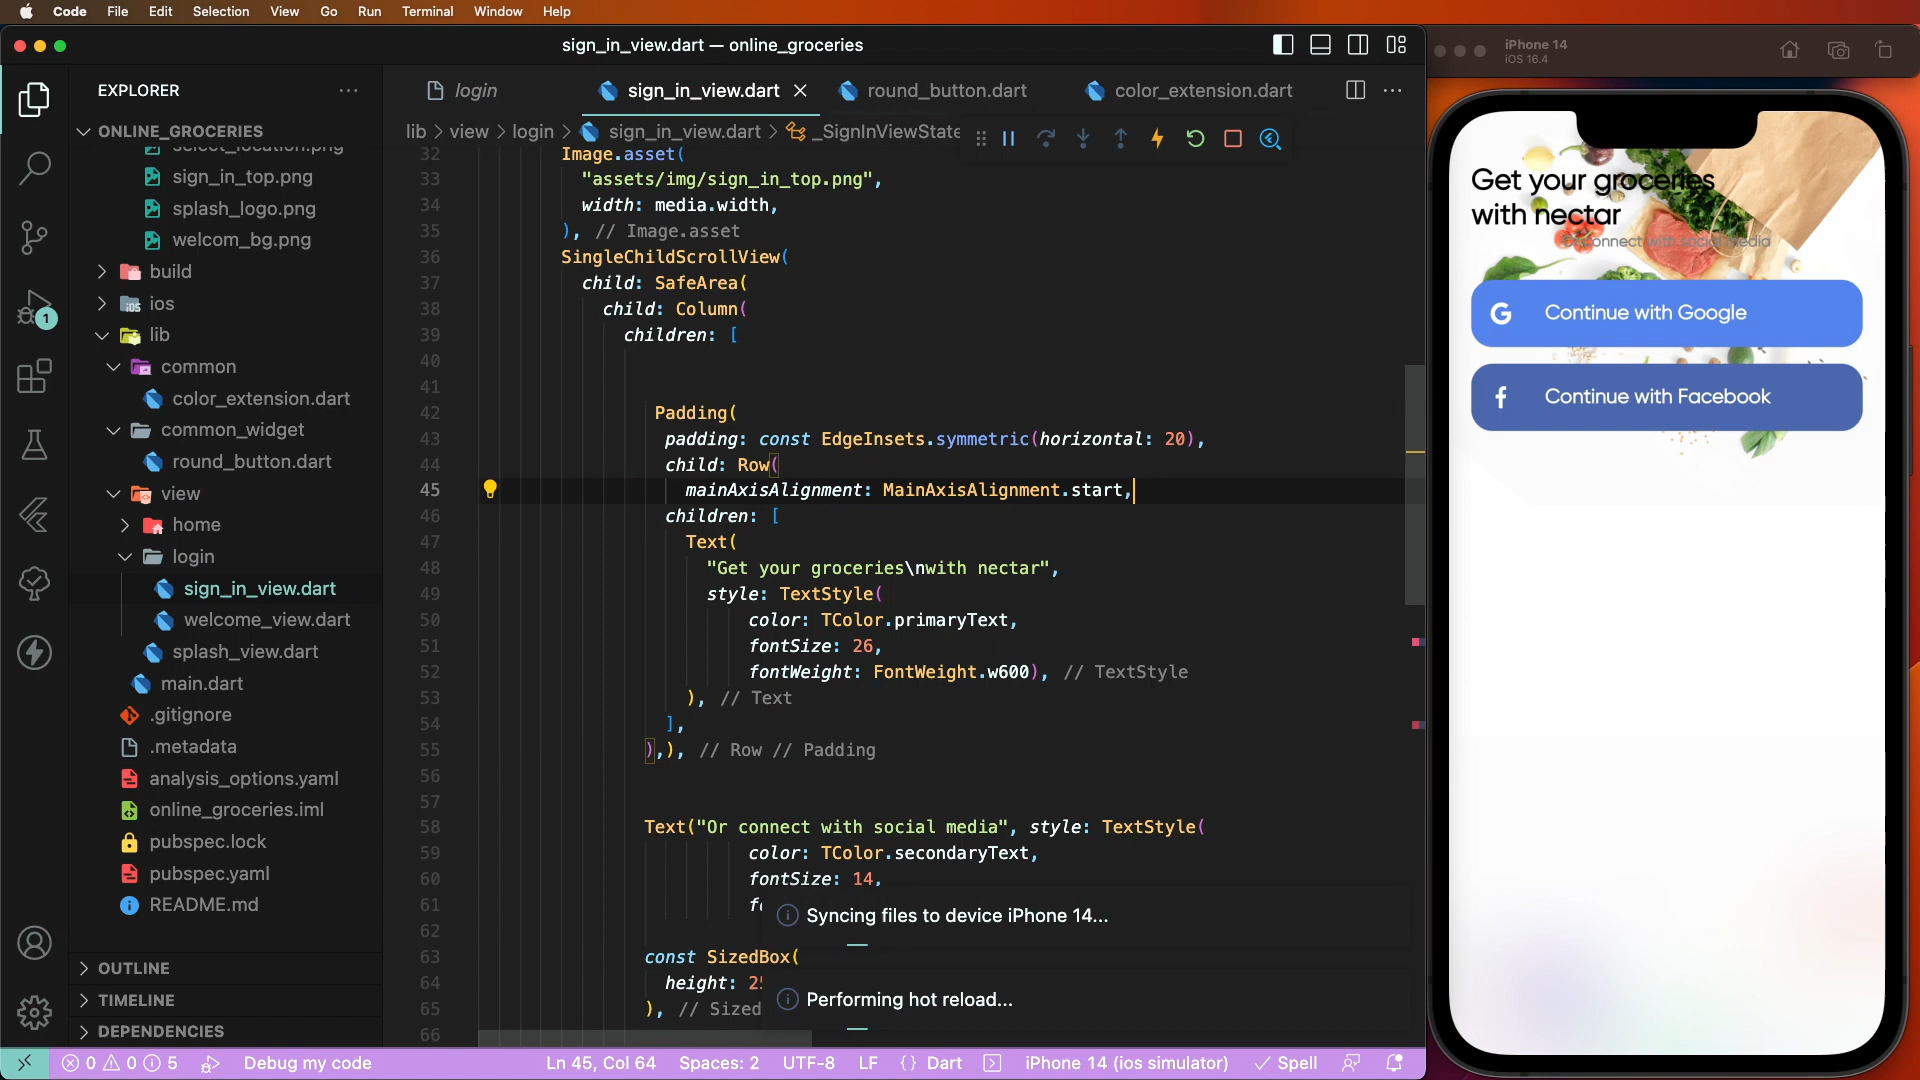 Code File Edit Selection View Go Run Terminal Window Help
sign_in_view.dart — online_groceries
iPhone 14
iOS 16.4
EXPLORER
login
sign_in_view.dart
round_button.dart
color_extension.dart
ONLINE_GROCERIES
lib > view > login > sign_in_view.dart > _SignInViewState
select_location.png
sign_in_top.png
splash_logo.png
welcom_bg.png
build
ios
lib
common
color_extension.dart
common_widget
round_button.dart
view
home
login
sign_in_view.dart
welcome_view.dart
splash_view.dart
main.dart
.gitignore
.metadata
analysis_options.yaml
online_groceries.iml
pubspec.lock
pubspec.yaml
README.md
OUTLINE
TIMELINE
DEPENDENCIES
1
32 Image.asset(
33 "assets/img/sign_in_top.png",
34 width: media.width,
35 ), // Image.asset
36 SingleChildScrollView(
37 child: SafeArea(
38 child: Column(
39 children: [
40
41
42 Padding(
43 padding: const EdgeInsets.symmetric(horizontal: 20),
44 child: Row(
45 mainAxisAlignment: MainAxisAlignment.start,
46 children: [
47 Text(
48 "Get your groceries\nwith nectar",
49 style: TextStyle(
50 color: TColor.primaryText,
51 fontSize: 26,
52 fontWeight: FontWeight.w600), // TextStyle
53 ), // Text
54 ],
55 ),), // Row // Padding
56
57
58 Text("Or connect with social media", style: TextStyle(
59 color: TColor.secondaryText,
60 fontSize: 14,
61
62
63 const SizedBox(
64 height: 25
65 ), // Sized
66
Syncing files to device iPhone 14...
Performing hot reload...
0 0 5 Debug my code Ln 45, Col 64 Spaces: 2 UTF-8 LF {} Dart iPhone 14 (ios simulator) Spell
Get your groceries
with nectar
Or connect with social media
G Continue with Google
f Continue with Facebook